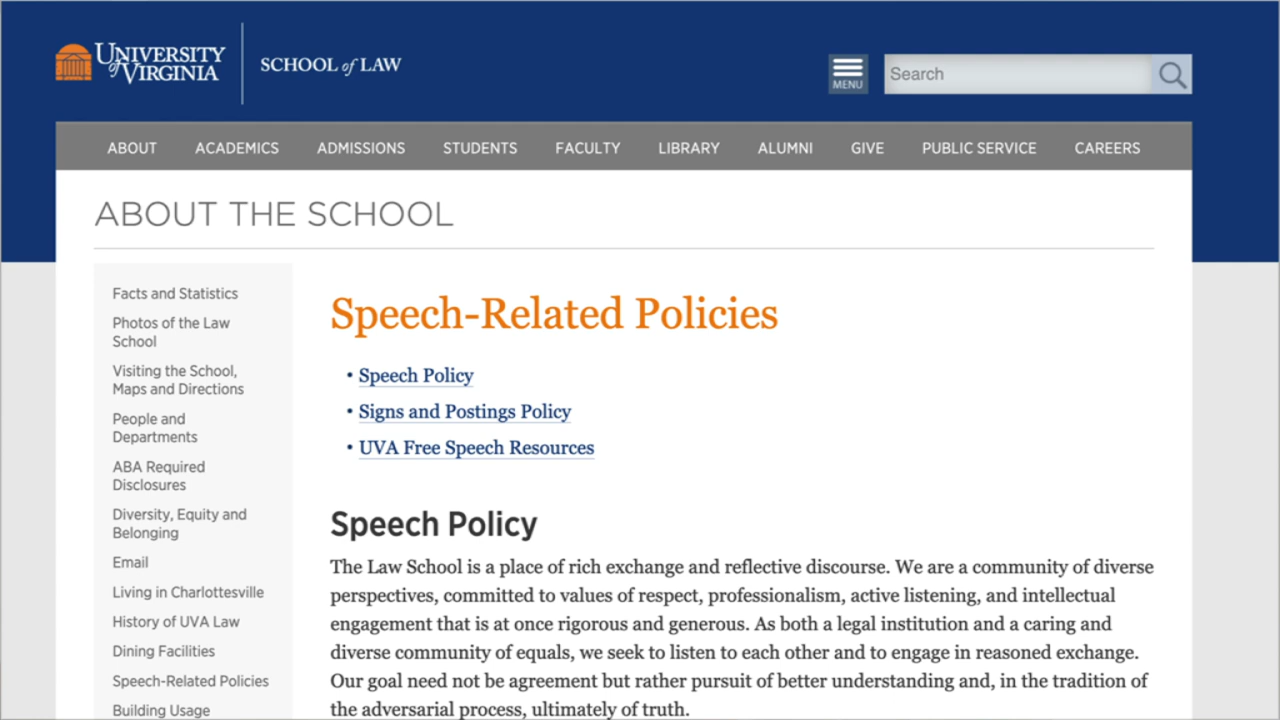 UNIVERSITY
of VIRGINIA
SCHOOL of LAW
MENU
Search
ABOUT ACADEMICS ADMISSIONS STUDENTS FACULTY LIBRARY ALUMNI GIVE PUBLIC SERVICE CAREERS
ABOUT THE SCHOOL
Facts and Statistics
Photos of the Law
School
Visiting the School,
Maps and Directions
People and
Departments
ABA Required
Disclosures
Diversity, Equity and
Belonging
Email
Living in Charlottesville
History of UVA Law
Dining Facilities
Speech-Related Policies
Building Usage
Speech-Related Policies
• Speech Policy
• Signs and Postings Policy
• UVA Free Speech Resources
Speech Policy
The Law School is a place of rich exchange and reflective discourse. We are a community of diverse
perspectives, committed to values of respect, professionalism, active listening, and intellectual
engagement that is at once rigorous and generous. As both a legal institution and a caring and
diverse community of equals, we seek to listen to each other and to engage in reasoned exchange.
Our goal need not be agreement but rather pursuit of better understanding and, in the tradition of
the adversarial process, ultimately of truth.